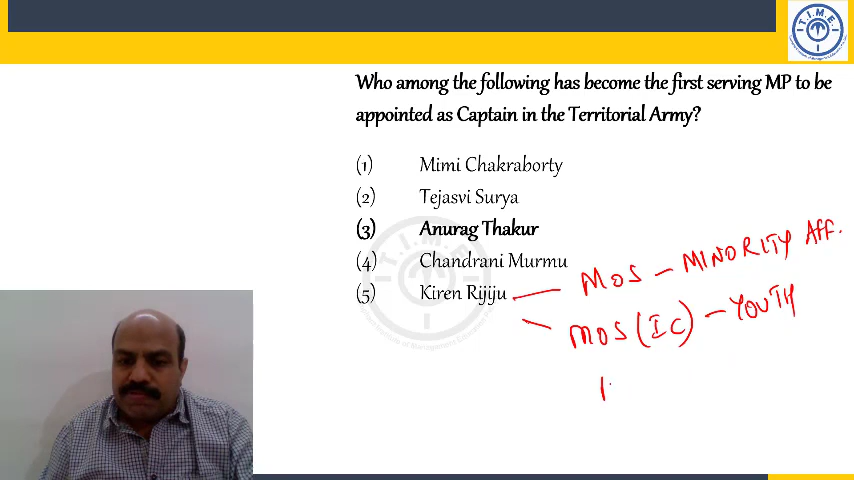 T.I.M.E.
Who among the following has become the first serving MP to be
appointed as Captain in the Territorial Army?
(1) Mimi Chakraborty
(2) Tejasvi Surya
(3) Anurag Thakur
(4) Chandrani Murmu
(5) Kiren Rijiju
MOS - MINORITY Aff.
MOS (IC) - YOUTH